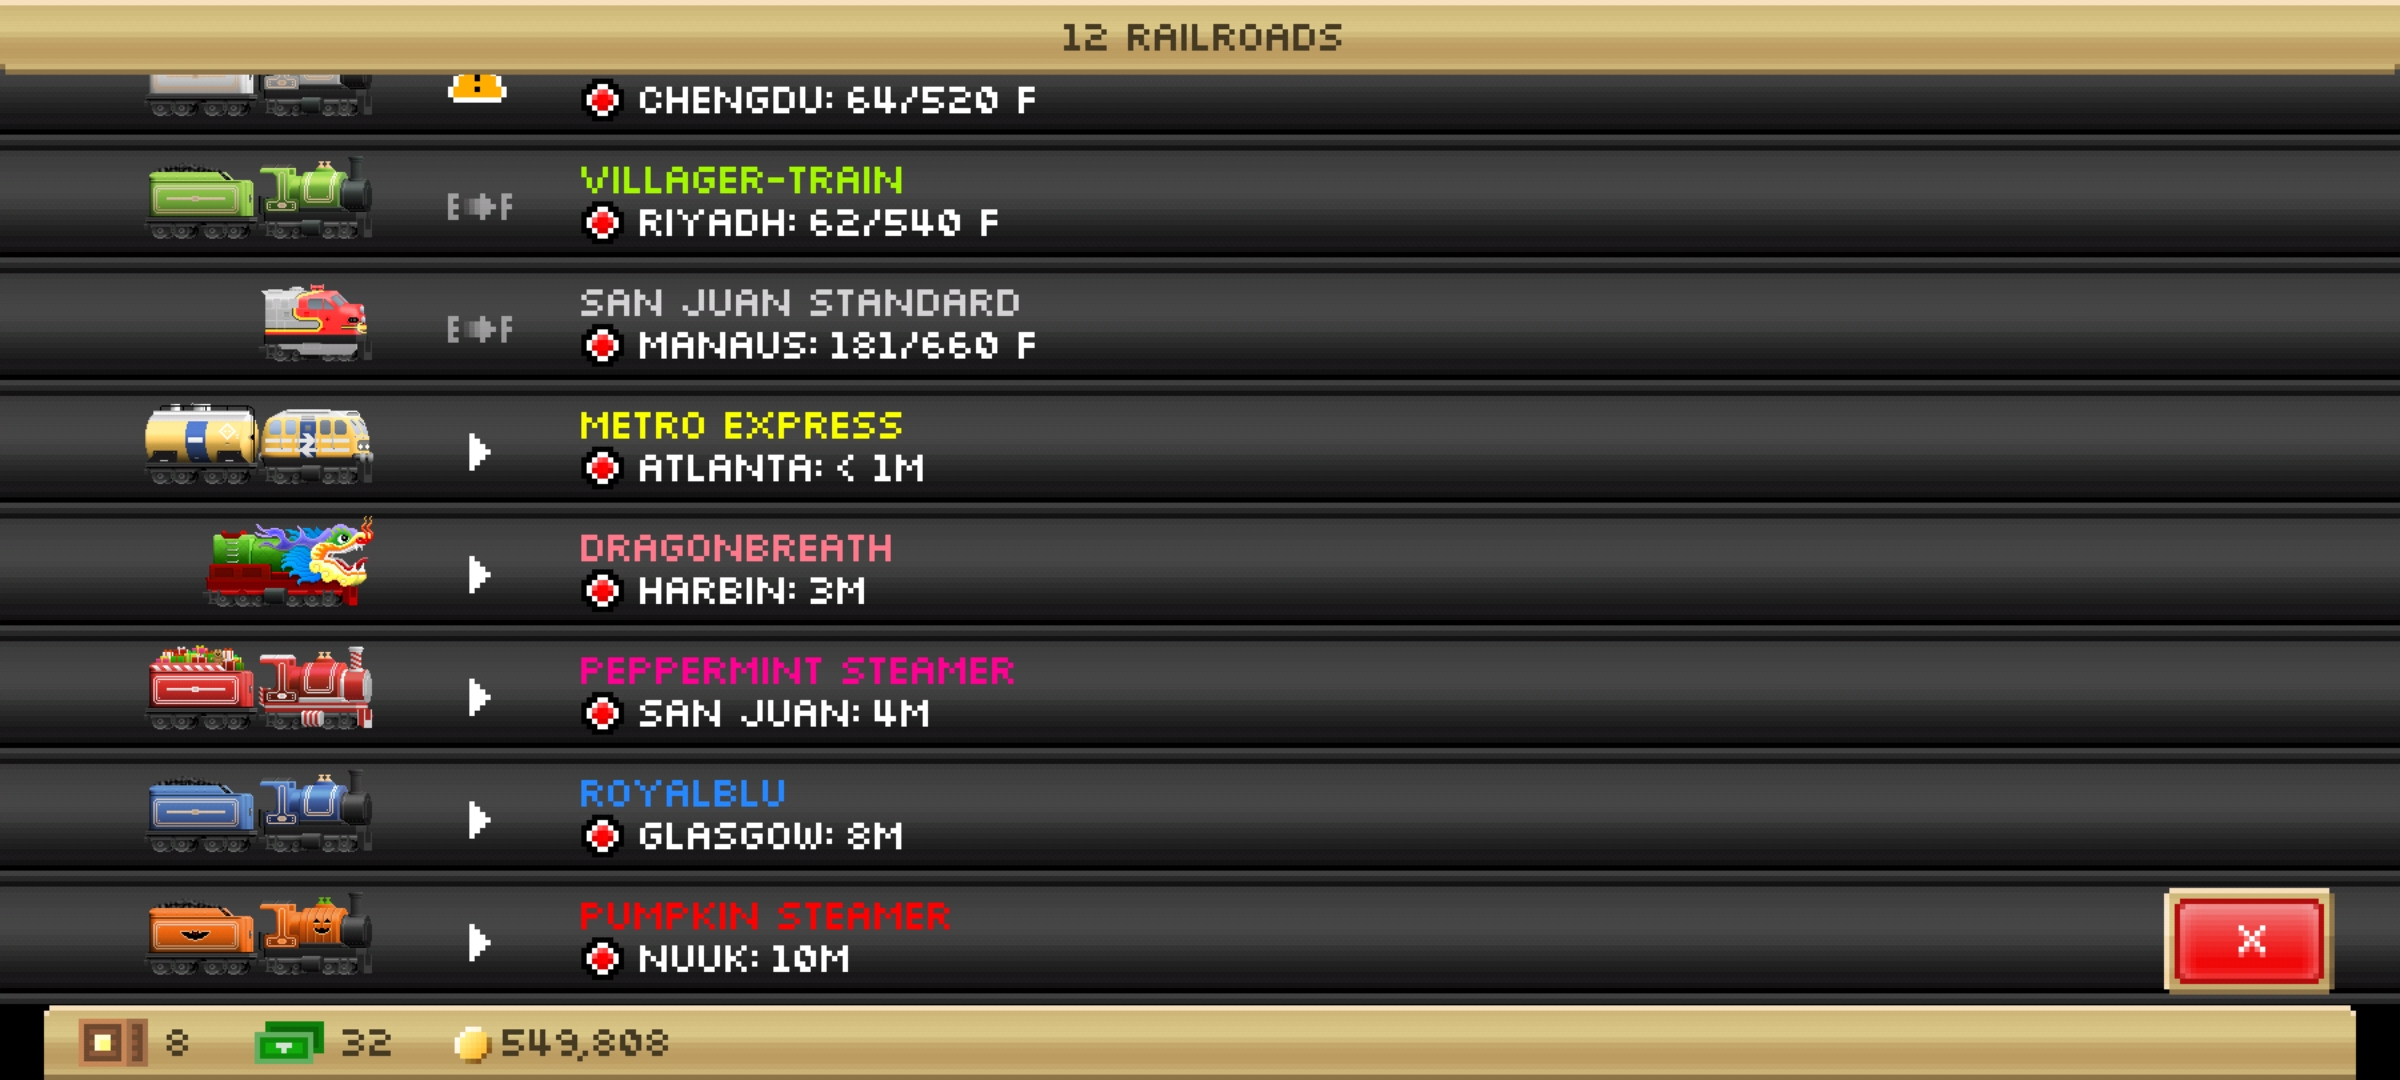 12 RAILROADS
CHENGDU: 64/520 F
E F
VILLAGER-TRAIN
RIYADH: 62/540 F
E F
SAN JUAN STANDARD
MANAUS: 181/660 F
METRO EXPRESS
ATLANTA: < 1M
DRAGONBREATH
HARBIN: 3M
PEPPERMINT STEAMER
SAN JUAN: 4M
ROYALBLU
GLASGOW: 8M
PUMPKIN STEAMER
NUUK: 10M
X
8 32 549,808